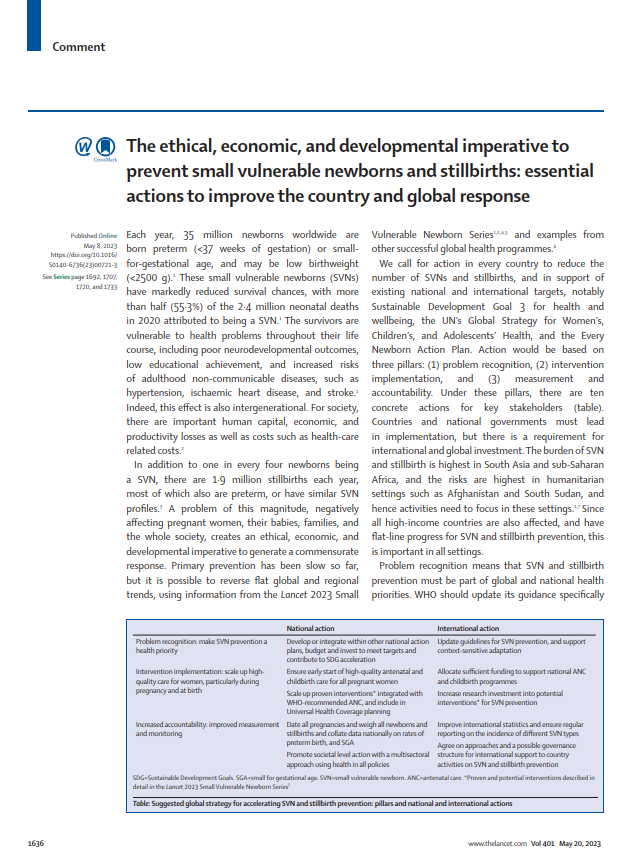 Comment
CrossMark
The ethical, economic, and developmental imperative to
prevent small vulnerable newborns and stillbirths: essential
actions to improve the country and global response
Published Online
May 8, 2023
https://doi.org/10.1016/
S0140-6736(23)00721-3
See Series page 1692, 1707,
1720, and 1733
Each year, 35 million newborns worldwide are
born preterm (<37 weeks of gestation) or small-
for-gestational age, and may be low birthweight
(<2500 g).¹ These small vulnerable newborns (SVNs)
have markedly reduced survival chances, with more
than half (55·3%) of the 2·4 million neonatal deaths
in 2020 attributed to being a SVN.¹ The survivors are
vulnerable to health problems throughout their life
course, including poor neurodevelopmental outcomes,
low educational achievement, and increased risks
of adulthood non-communicable diseases, such as
hypertension, ischaemic heart disease, and stroke.²
Indeed, this effect is also intergenerational. For society,
there are important human capital, economic, and
productivity losses as well as costs such as health-care
related costs.²
In addition to one in every four newborns being
a SVN, there are 1·9 million stillbirths each year,
most of which also are preterm, or have similar SVN
profiles.³ A problem of this magnitude, negatively
affecting pregnant women, their babies, families, and
the whole society, creates an ethical, economic, and
developmental imperative to generate a commensurate
response. Primary prevention has been slow so far,
but it is possible to reverse flat global and regional
trends, using information from the Lancet 2023 Small
Vulnerable Newborn Series¹,²,⁴,⁵ and examples from
other successful global health programmes.⁶
We call for action in every country to reduce the
number of SVNs and stillbirths, and in support of
existing national and international targets, notably
Sustainable Development Goal 3 for health and
wellbeing, the UN's Global Strategy for Women's,
Children's, and Adolescents' Health, and the Every
Newborn Action Plan. Action would be based on
three pillars: (1) problem recognition, (2) intervention
implementation, and (3) measurement and
accountability. Under these pillars, there are ten
concrete actions for key stakeholders (table).
Countries and national governments must lead
in implementation, but there is a requirement for
international and global investment. The burden of SVN
and stillbirth is highest in South Asia and sub-Saharan
Africa, and the risks are highest in humanitarian
settings such as Afghanistan and South Sudan, and
hence activities need to focus in these settings.¹,⁷ Since
all high-income countries are also affected, and have
flat-line progress for SVN and stillbirth prevention, this
is important in all settings.
Problem recognition means that SVN and stillbirth
prevention must be part of global and national health
priorities. WHO should update its guidance specifically
National action
International action
Problem recognition: make SVN prevention a
health priority
Develop or integrate within other national action
plans, budget and invest to meet targets and
contribute to SDG acceleration
Update guidelines for SVN prevention, and support
context-sensitive adaptation
Intervention implementation: scale up high-
quality care for women, particularly during
pregnancy and at birth
Ensure early start of high-quality antenatal and
childbirth care for all pregnant women
Allocate sufficient funding to support national ANC
and childbirth programmes
Scale up proven interventions* integrated with
WHO-recommended ANC, and include in
Universal Health Coverage planning
Increase research investment into potential
interventions* for SVN prevention
Increased accountability: improved measurement
and monitoring
Date all pregnancies and weigh all newborns and
stillbirths and collate data nationally on rates of
preterm birth, and SGA
Improve international statistics and ensure regular
reporting on the incidence of different SVN types
Promote societal level action with a multisectoral
approach using health in all policies
Agree on approaches and a possible governance
structure for international support to country
activities on SVN and stillbirth prevention
SDG=Sustainable Development Goals. SGA=small for gestational age. SVN=small vulnerable newborn. ANC=antenatal care. *Proven and potential interventions described in
detail in the Lancet 2023 Small Vulnerable Newborn Series
Table: Suggested global strategy for accelerating SVN and stillbirth prevention: pillars and national and international actions
1636
www.thelancet.com Vol 401 May 20, 2023